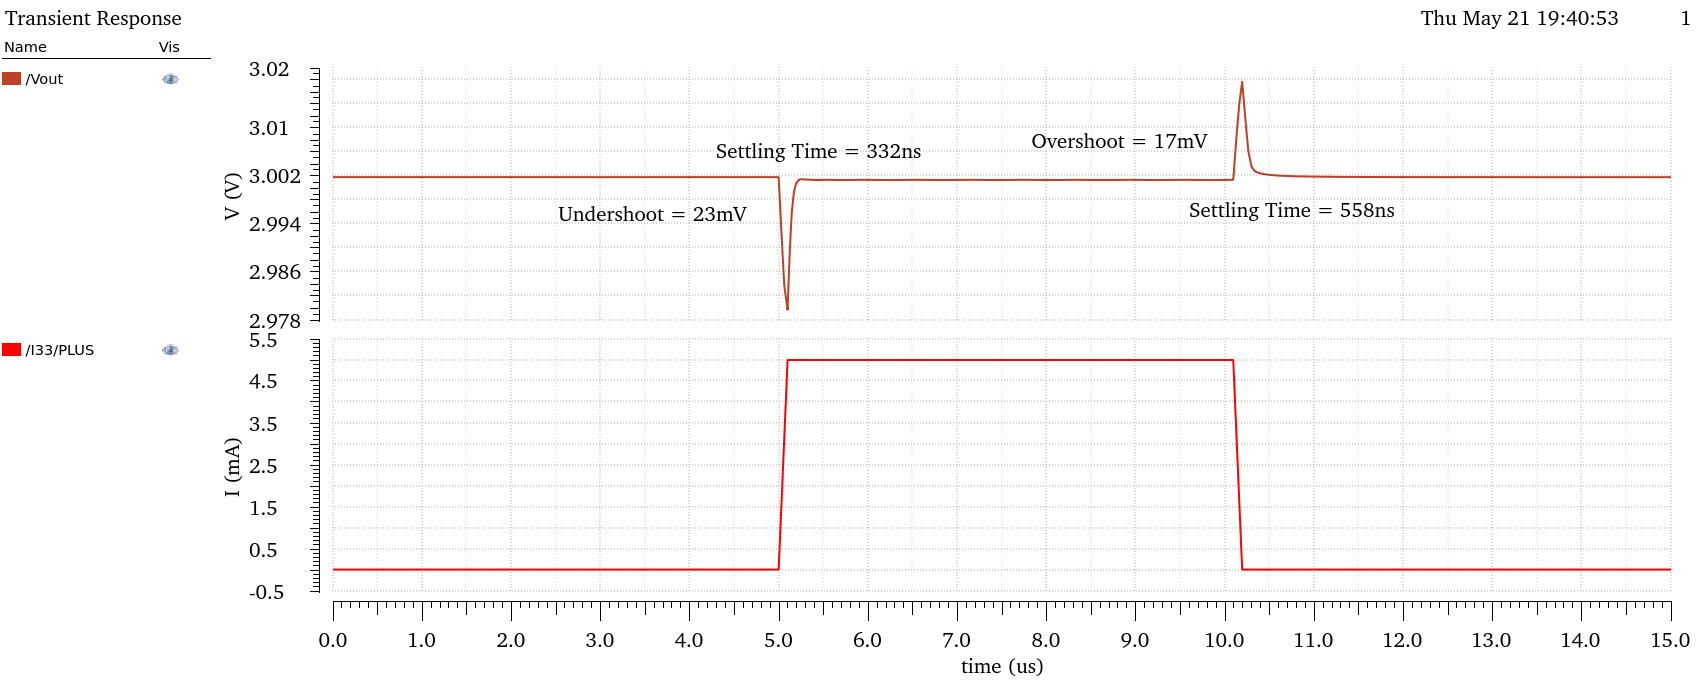 Transient Response
Thu May 21 19:40:53 1
Name Vis
/Vout
3.02
3.01
3.002
2.994
2.986
2.978
V (V)
Settling Time = 332ns
Overshoot = 17mV
Undershoot = 23mV
Settling Time = 558ns
/I33/PLUS
5.5
4.5
3.5
2.5
1.5
0.5
-0.5
I (mA)
0.0 1.0 2.0 3.0 4.0 5.0 6.0 7.0 8.0 9.0 10.0 11.0 12.0 13.0 14.0 15.0
time (us)